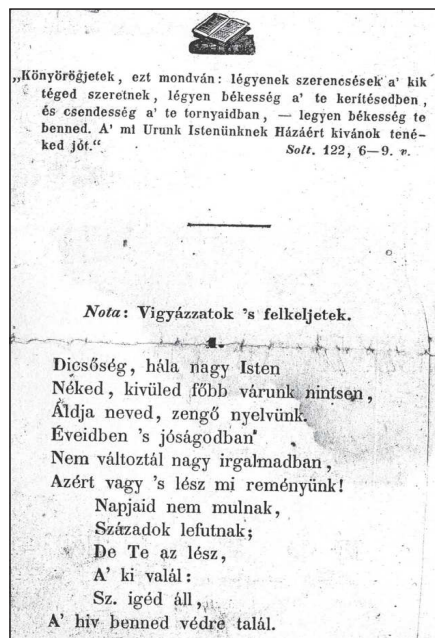 „Könyörögjetek, ezt mondván: légyenek szerencsések a' kik
téged szeretnek, légyen békesség a' te kerítésedben,
és csendesség a' te tornyaidban, — legyen békesség te
benned. A' mi Urunk Istenünknek Házáért kivánok tené-
ked jót.“ Solt. 122, 6—9. v.
Nota: Vigyázzatok 's felkeljetek.
1.
Dicsőség, hála nagy Isten
Néked, kivüled főbb várunk nintsen,
Áldja neved, zengő nyelvünk.
Éveidben 's jóságodban
Nem változtál nagy irgalmadban,
Azért vagy 's lész mi reményünk!
Napjaid nem mulnak,
Századok lefutnak;
De Te az lész,
A' ki valál:
Sz. igéd áll,
A' hiv benned védre talál.